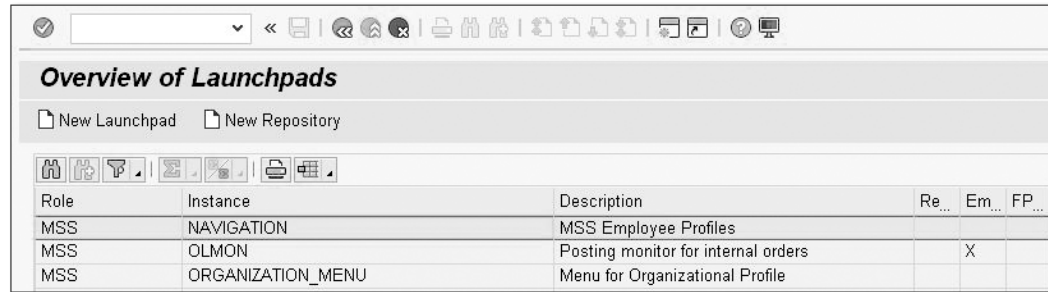 Overview of Launchpads
New Launchpad New Repository
Role Instance Description Re... Em... FP...
MSS NAVIGATION MSS Employee Profiles
MSS OLMON Posting monitor for internal orders X
MSS ORGANIZATION_MENU Menu for Organizational Profile